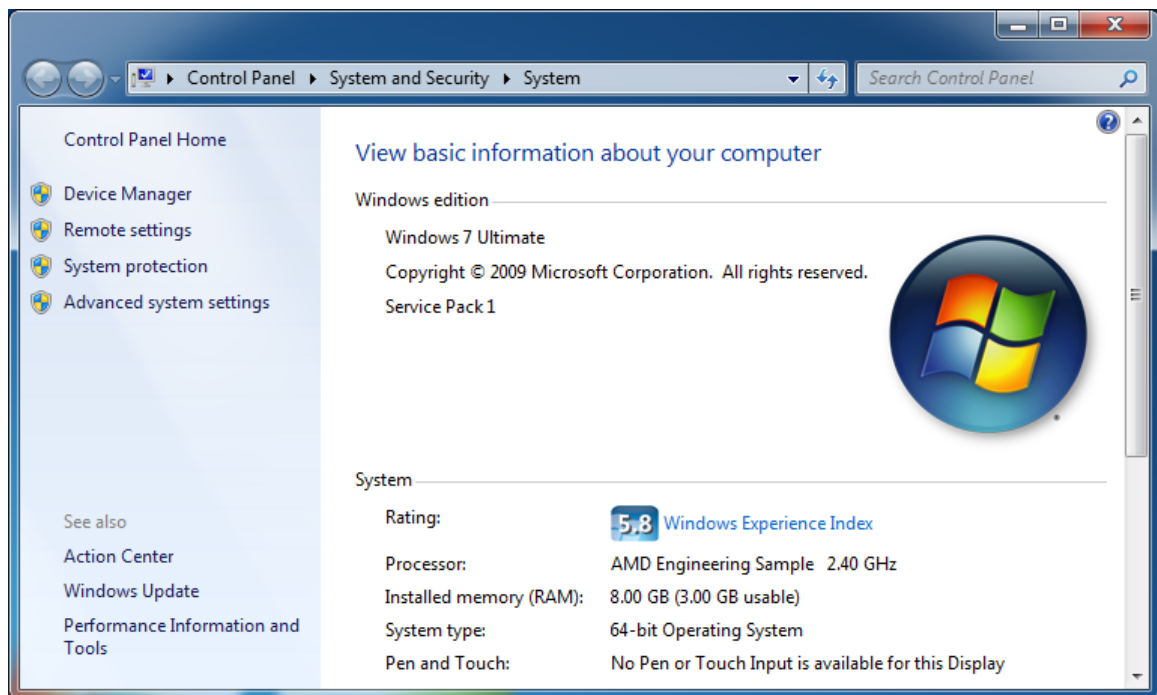 Control Panel ▸ System and Security ▸ System
Search Control Panel
Control Panel Home
Device Manager
Remote settings
System protection
Advanced system settings
See also
Action Center
Windows Update
Performance Information and
Tools
View basic information about your computer
Windows edition
Windows 7 Ultimate
Copyright © 2009 Microsoft Corporation. All rights reserved.
Service Pack 1
System
Rating: 5.8 Windows Experience Index
Processor: AMD Engineering Sample 2.40 GHz
Installed memory (RAM): 8.00 GB (3.00 GB usable)
System type: 64-bit Operating System
Pen and Touch: No Pen or Touch Input is available for this Display